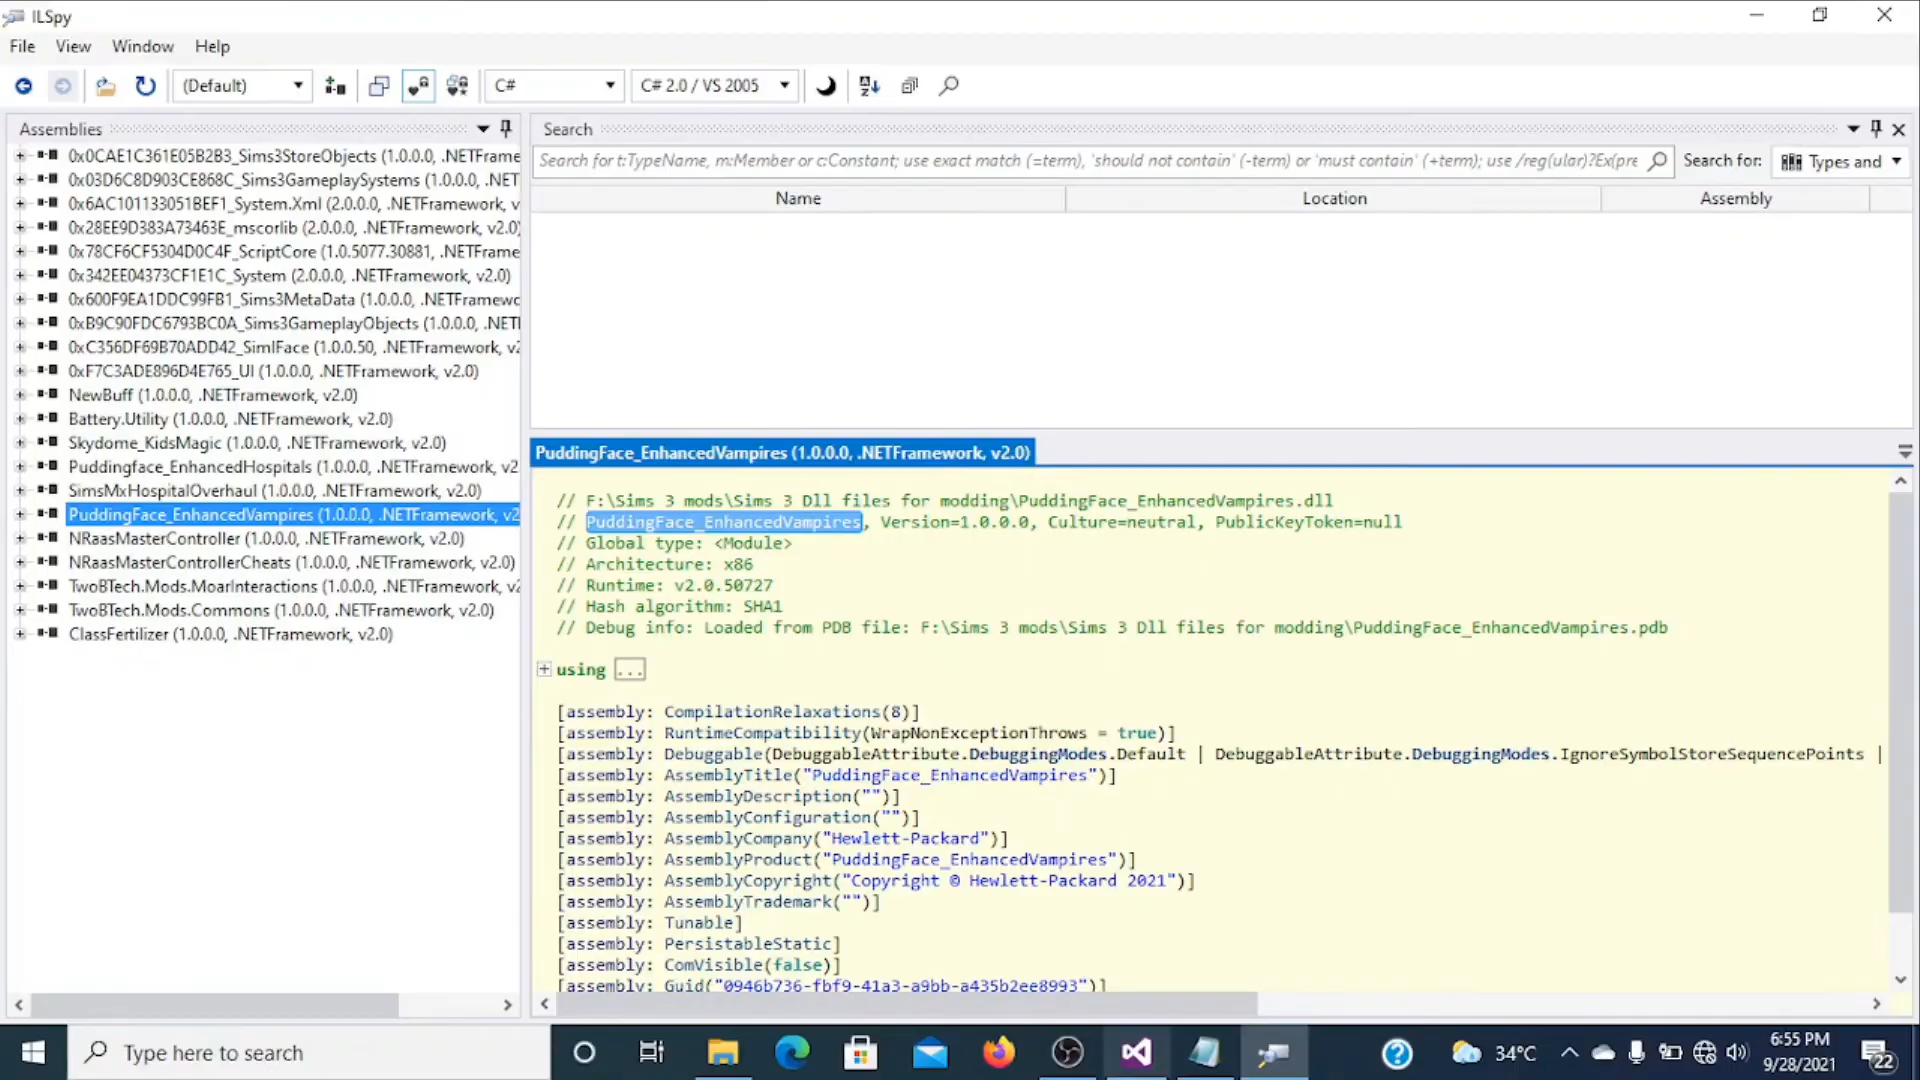 ILSpy
File View Window Help
(Default) C# C# 2.0 / VS 2005
Assemblies
0x0CAE1C361E05B2B3_Sims3StoreObjects (1.0.0.0, .NETFrame
0x03D6C8D903CE868C_Sims3GameplaySystems (1.0.0.0, .NET
0x6AC101133051BEF1_System.Xml (2.0.0.0, .NETFramework, v
0x28EE9D383A73463E_mscorlib (2.0.0.0, .NETFramework, v2.0)
0x78CF6CF5304D0C4F_ScriptCore (1.0.5077.30881, .NETFrame
0x342EE04373CF1E1C_System (2.0.0.0, .NETFramework, v2.0)
0x600F9EA1DDC99FB1_Sims3MetaData (1.0.0.0, .NETFramewo
0xB9C90FDC6793BC0A_Sims3GameplayObjects (1.0.0.0, .NETI
0xC356DF69B70ADD42_SimIFace (1.0.0.50, .NETFramework, v2
0xF7C3ADE896D4E765_UI (1.0.0.0, .NETFramework, v2.0)
NewBuff (1.0.0.0, .NETFramework, v2.0)
Battery.Utility (1.0.0.0, .NETFramework, v2.0)
Skydome_KidsMagic (1.0.0.0, .NETFramework, v2.0)
Puddingface_EnhancedHospitals (1.0.0.0, .NETFramework, v2
SimsMxHospitalOverhaul (1.0.0.0, .NETFramework, v2.0)
PuddingFace_EnhancedVampires (1.0.0.0, .NETFramework, v2
NRaasMasterController (1.0.0.0, .NETFramework, v2.0)
NRaasMasterControllerCheats (1.0.0.0, .NETFramework, v2.0)
TwoBTech.Mods.MoarInteractions (1.0.0.0, .NETFramework, v2
TwoBTech.Mods.Commons (1.0.0.0, .NETFramework, v2.0)
ClassFertilizer (1.0.0.0, .NETFramework, v2.0)
Search
Search for t:TypeName, m:Member or c:Constant; use exact match (=term), 'should not contain' (-term) or 'must contain' (+term); use /reg(ular)?Ex(pre Search for: Types and
Name Location Assembly
PuddingFace_EnhancedVampires (1.0.0.0, .NETFramework, v2.0)
// F:\Sims 3 mods\Sims 3 Dll files for modding\PuddingFace_EnhancedVampires.dll
// PuddingFace_EnhancedVampires, Version=1.0.0.0, Culture=neutral, PublicKeyToken=null
// Global type: <Module>
// Architecture: x86
// Runtime: v2.0.50727
// Hash algorithm: SHA1
// Debug info: Loaded from PDB file: F:\Sims 3 mods\Sims 3 Dll files for modding\PuddingFace_EnhancedVampires.pdb
using ...
[assembly: CompilationRelaxations(8)]
[assembly: RuntimeCompatibility(WrapNonExceptionThrows = true)]
[assembly: Debuggable(DebuggableAttribute.DebuggingModes.Default | DebuggableAttribute.DebuggingModes.IgnoreSymbolStoreSequencePoints |
[assembly: AssemblyTitle("PuddingFace_EnhancedVampires")]
[assembly: AssemblyDescription("")]
[assembly: AssemblyConfiguration("")]
[assembly: AssemblyCompany("Hewlett-Packard")]
[assembly: AssemblyProduct("PuddingFace_EnhancedVampires")]
[assembly: AssemblyCopyright("Copyright © Hewlett-Packard 2021")]
[assembly: AssemblyTrademark("")]
[assembly: Tunable]
[assembly: PersistableStatic]
[assembly: ComVisible(false)]
[assembly: Guid("0946b736-fbf9-41a3-a9bb-a435b2ee8993")]
Type here to search
34°C
6:55 PM
9/28/2021
22